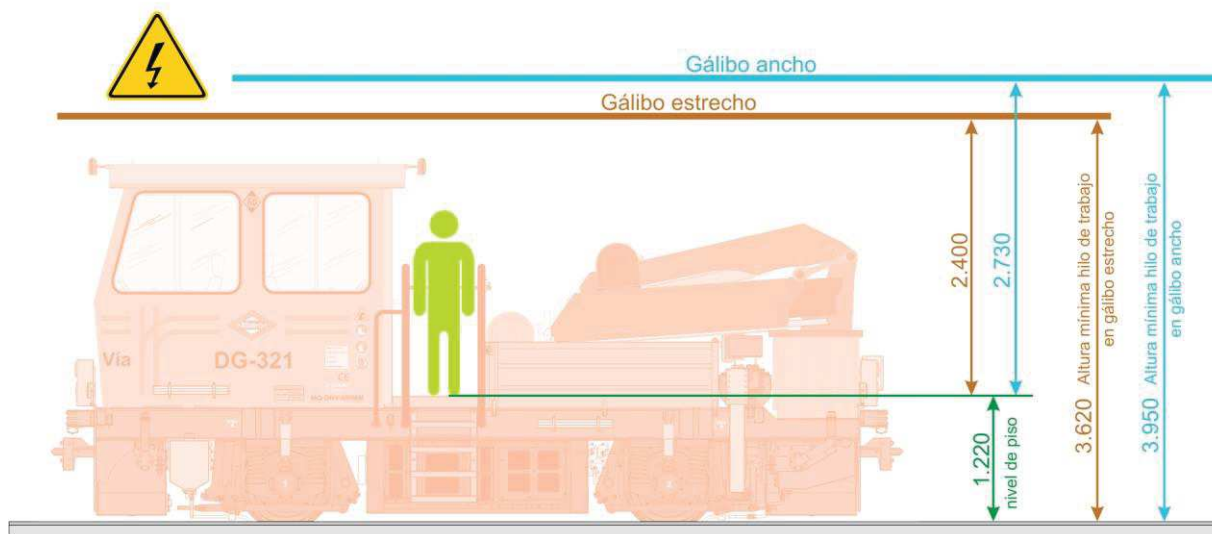 Gálibo ancho
Gálibo estrecho
2.400
2.730
3.620 Altura mínima hilo de trabajo
en gálibo estrecho
3.950 Altura mínima hilo de trabajo
en gálibo ancho
Vía
DG-321
1.220
nivel de piso